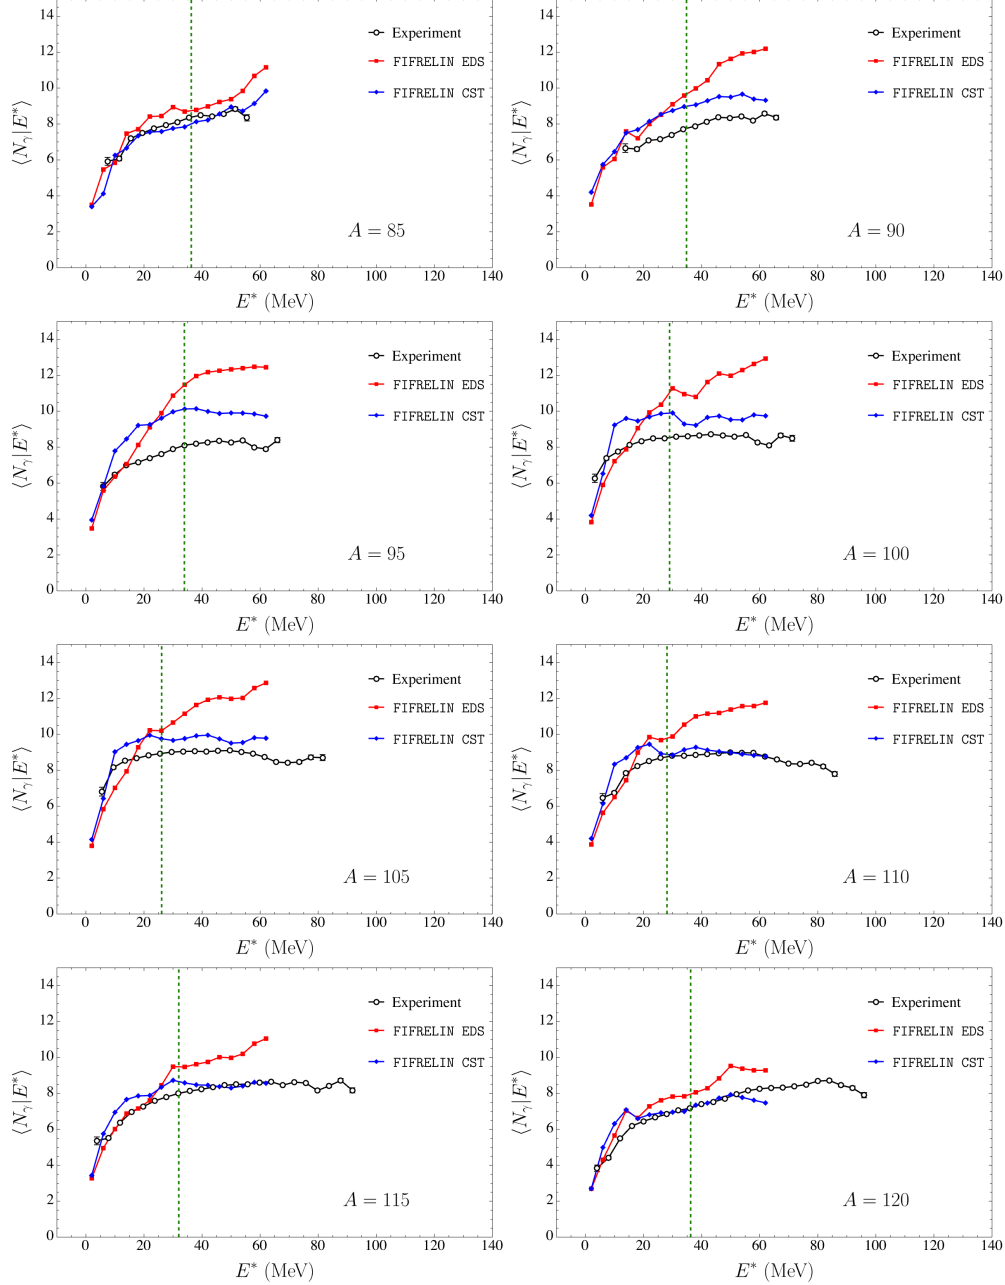 14
12
10
8
6
4
2
0
⟨N_γ|E*⟩
Experiment
FIFRELIN EDS
FIFRELIN CST
A = 85
0 20 40 60 80 100 120 140
E* (MeV)
14
12
10
8
6
4
2
0
⟨N_γ|E*⟩
Experiment
FIFRELIN EDS
FIFRELIN CST
A = 90
0 20 40 60 80 100 120 140
E* (MeV)
14
12
10
8
6
4
2
0
⟨N_γ|E*⟩
Experiment
FIFRELIN EDS
FIFRELIN CST
A = 95
0 20 40 60 80 100 120 140
E* (MeV)
14
12
10
8
6
4
2
0
⟨N_γ|E*⟩
Experiment
FIFRELIN EDS
FIFRELIN CST
A = 100
0 20 40 60 80 100 120 140
E* (MeV)
14
12
10
8
6
4
2
0
⟨N_γ|E*⟩
Experiment
FIFRELIN EDS
FIFRELIN CST
A = 105
0 20 40 60 80 100 120 140
E* (MeV)
14
12
10
8
6
4
2
0
⟨N_γ|E*⟩
Experiment
FIFRELIN EDS
FIFRELIN CST
A = 110
0 20 40 60 80 100 120 140
E* (MeV)
14
12
10
8
6
4
2
0
⟨N_γ|E*⟩
Experiment
FIFRELIN EDS
FIFRELIN CST
A = 115
0 20 40 60 80 100 120 140
E* (MeV)
14
12
10
8
6
4
2
0
⟨N_γ|E*⟩
Experiment
FIFRELIN EDS
FIFRELIN CST
A = 120
0 20 40 60 80 100 120 140
E* (MeV)